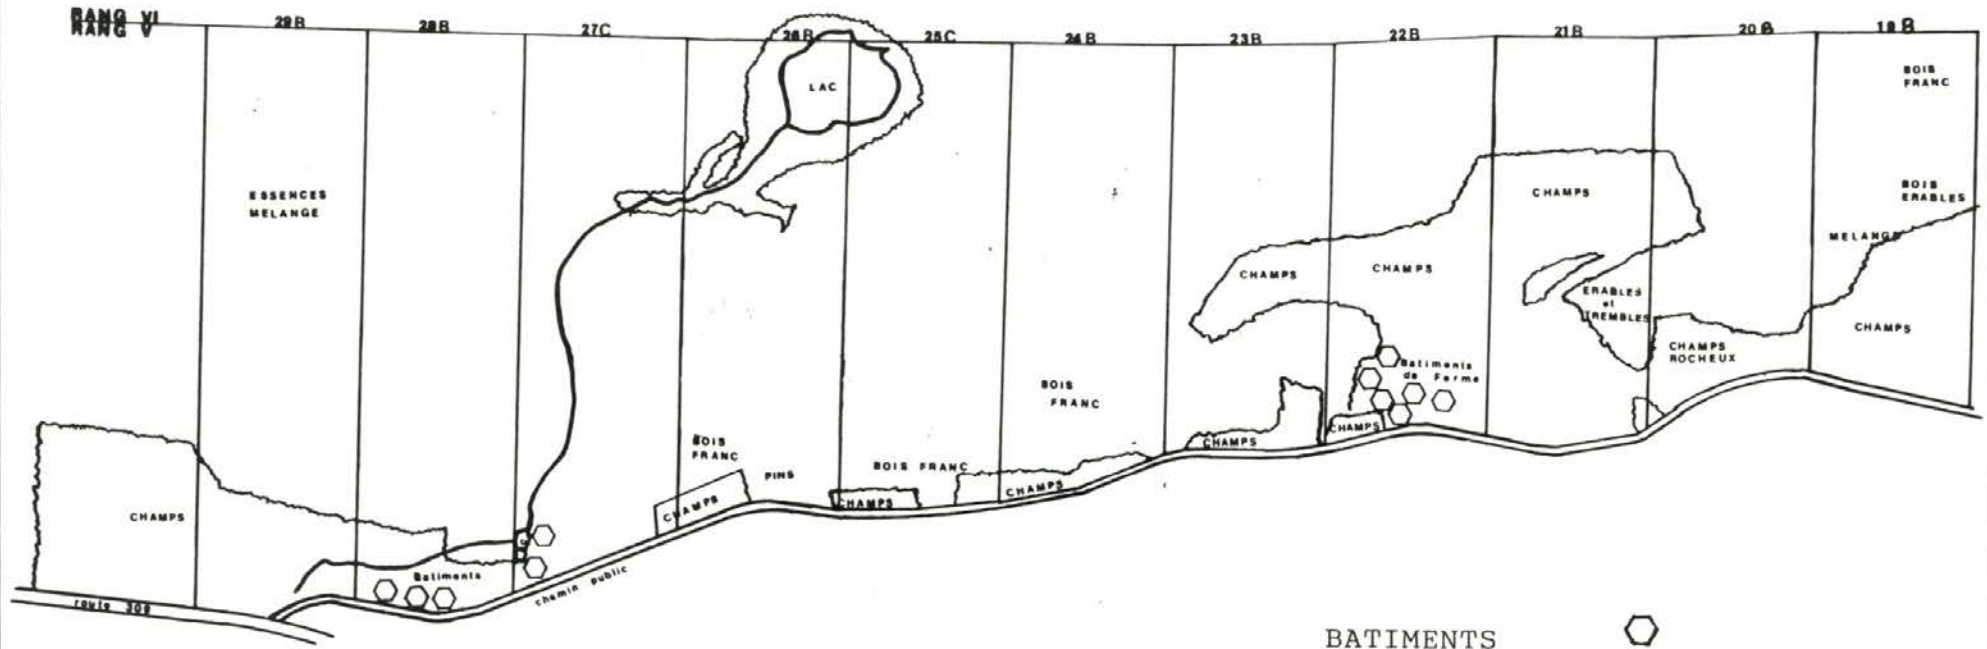 RANG VI
RANG V
29B
28B
27C
26B
25C
24B
23B
22B
21B
20B
19B
LAC
BOIS
FRANC
ESSENCES
MELANGE
CHAMPS
BOIS
ERABLES
MELANGE
CHAMPS
CHAMPS
ERABLES
et
TREMBLES
CHAMPS
CHAMPS
ROCHEUX
Batiments
de Ferme
BOIS
FRANC
CHAMPS
CHAMPS
BOIS
FRANC
PINS
BOIS FRANC
CHAMPS
CHAMPS
CHAMPS
CHAMPS
Batiments
chemin public
route 309
BATIMENTS